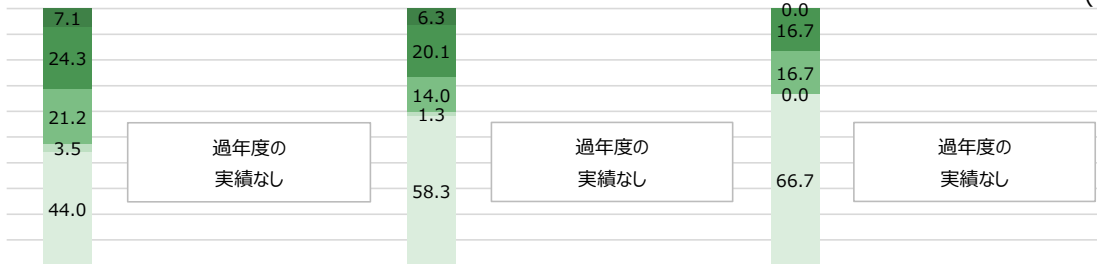 7.1
24.3
21.2
3.5
44.0
過年度の
実績なし
6.3
20.1
14.0
1.3
58.3
過年度の
実績なし
0.0
16.7
16.7
0.0
66.7
過年度の
実績なし
(